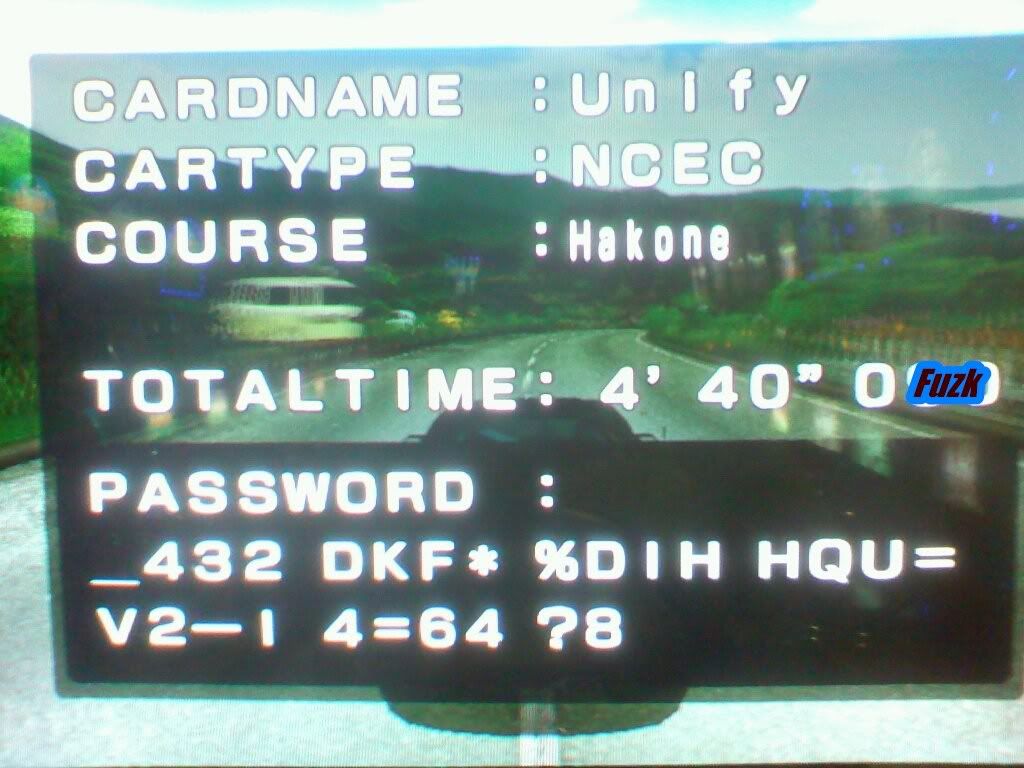 CARDNAME : Unify
CARTYPE : NCEC
COURSE : Hakone
TOTALTIME: 4' 40" 0
Fuzk
PASSWORD :
_432 DKF* %DIH HQU=
V2-I 4=64 ?8